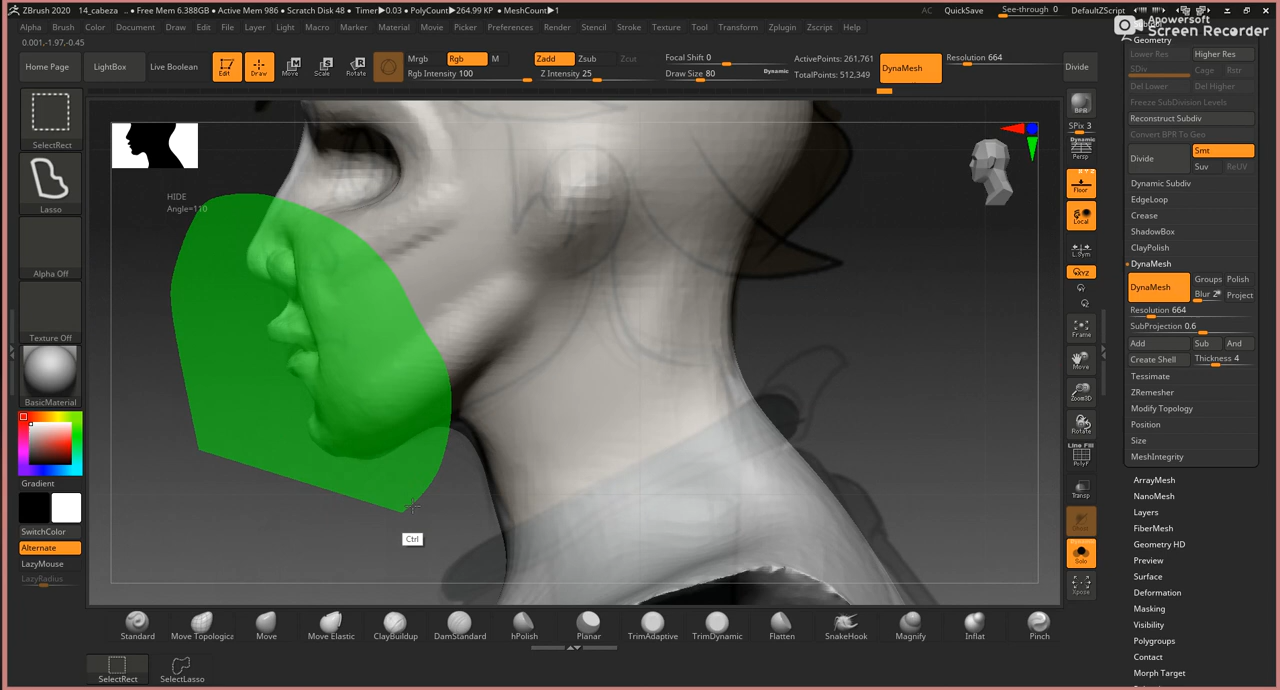 ZBrush 2020 14_cabeza .. ● Free Mem 6.388GB ● Active Mem 986 ● Scratch Disk 48 ● Timer▶0.03 ● PolyCount▶264.99 KP ● MeshCount▶1
AC QuickSave See-through 0 DefaultZScript
Apowersoft
Screen Recorder
Alpha Brush Color Document Draw Edit File Layer Light Macro Marker Material Movie Picture Preferences Render Stencil Stroke Texture Tool Transform Zplugin Zscript Help
0.001,-1.97,-0.45
Home Page LightBox Live Boolean Edit Draw Move Scale Rotate
Mrgb Rgb M
Rgb Intensity 100
Zadd Zsub Zcut
Z Intensity 25
Focal Shift 0
Draw Size 80 Dynamic
ActivePoints: 261,761
TotalPoints: 512,349
DynaMesh
Resolution 664
Divide
SelectRect
Lasso
Alpha Off
Texture Off
BasicMaterial
Gradient
SwitchColor
Alternate
LazyMouse
LazyRadius
HIDE
Angle=110
Ctrl
BPR
SPix 3
Dynamic
Persp
Floor
Local
L.Sym
XYZ
Frame
Move
Zoom3D
Rotate
Line Fill
PolyF
Transp
Ghost
Solo
Xpose
Geometry
Lower Res Higher Res
SDiv Cage Rstr
Del Lower Del Higher
Freeze SubDivision Levels
Reconstruct Subdiv
Convert BPR To Geo
Divide Smt
Suv ReUV
Dynamic Subdiv
EdgeLoop
Crease
ShadowBox
ClayPolish
DynaMesh
DynaMesh Groups Polish
Blur 2 Project
Resolution 664
SubProjection 0.6
Add Sub And
Create Shell Thickness 4
Tessimate
ZRemesher
Modify Topology
Position
Size
MeshIntegrity
ArrayMesh
NanoMesh
Layers
FiberMesh
Geometry HD
Preview
Surface
Deformation
Masking
Visibility
Polygroups
Contact
Morph Target
Standard Move Topologica Move Move Elastic ClayBuildup DamStandard hPolish Planar TrimAdaptive TrimDynamic Flatten SnakeHook Magnify Inflat Pinch
SelectRect SelectLasso